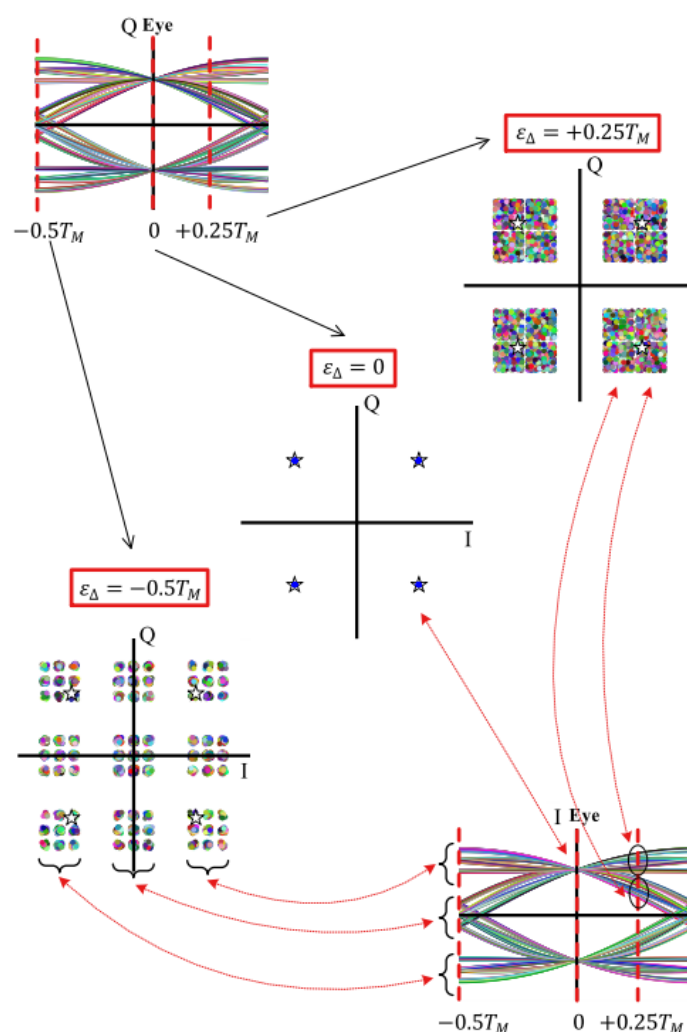 Q Eye
−0.5T_M 0 +0.25T_M
ε_Δ = +0.25T_M
Q
ε_Δ = 0
Q
I
ε_Δ = −0.5T_M
Q
I
I Eye
−0.5T_M 0 +0.25T_M